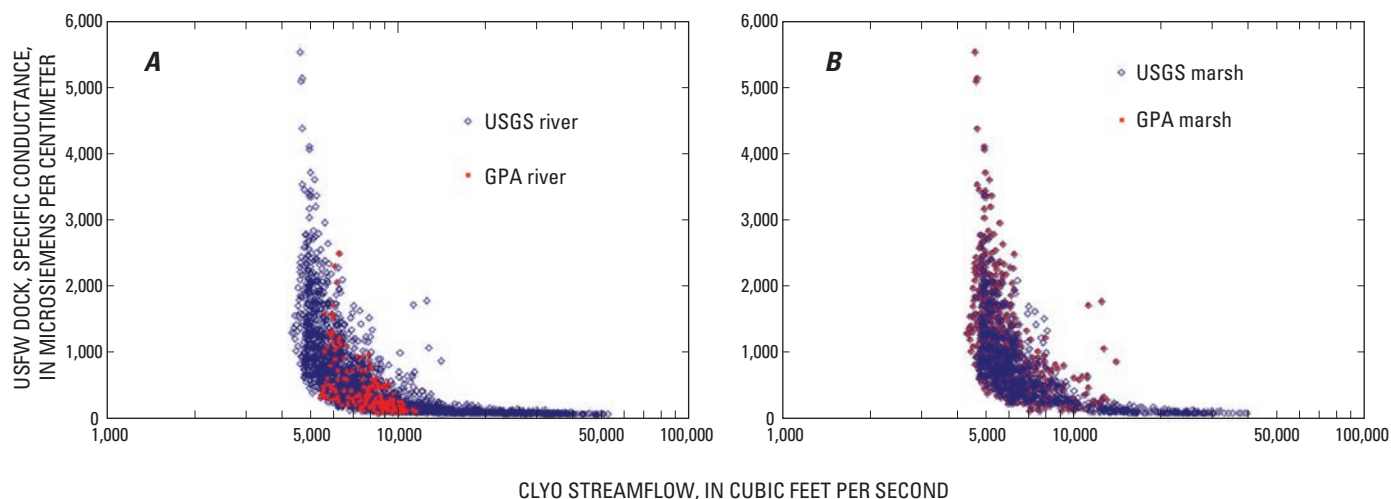 USFW DOCK, SPECIFIC CONDUCTANCE,
IN MICROSIEMENS PER CENTIMETER
6,000
5,000
4,000
3,000
2,000
1,000
0
A
USGS river
GPA river
1,000
5,000
10,000
50,000
100,000
6,000
5,000
4,000
3,000
2,000
1,000
0
B
USGS marsh
GPA marsh
1,000
5,000
10,000
50,000
100,000
CLYO STREAMFLOW, IN CUBIC FEET PER SECOND